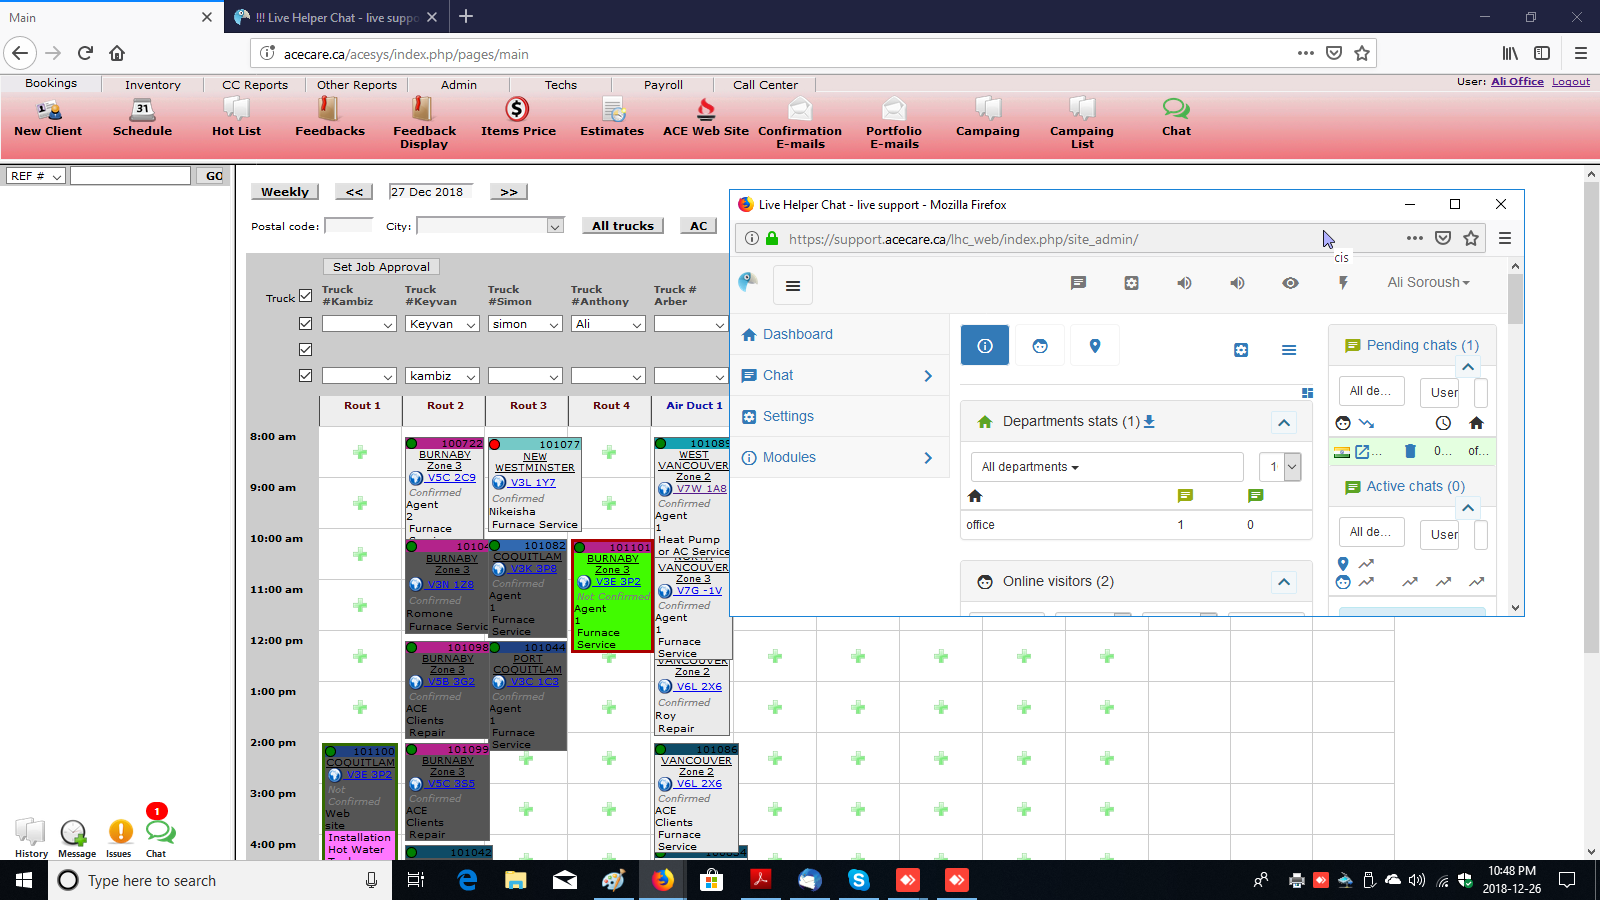 Main
!!! Live Helper Chat - live suppo
acecare.ca/acesys/index.php/pages/main
Bookings
Inventory
CC Reports
Other Reports
Admin
Techs
Payroll
Call Center
User: Ali Office
Logout
New Client
Schedule
Hot List
Feedbacks
Feedback
Display
Items Price
Estimates
ACE Web Site
Confirmation
E-mails
Portfolio
E-mails
Campaing
Campaing
List
Chat
REF #
GO
Weekly
<<
27 Dec 2018
>>
Postal code:
City:
All trucks
AC
Set Job Approval
Truck
Truck
#Kambiz
Truck
#Keyvan
Truck
#Simon
Truck
#Anthony
Truck #
Arber
Keyvan
simon
Ali
kambiz
Rout 1
Rout 2
Rout 3
Rout 4
Air Duct 1
8:00 am
9:00 am
10:00 am
11:00 am
12:00 pm
1:00 pm
2:00 pm
3:00 pm
4:00 pm
100722
BURNABY
Zone 3
V5C 2C9
Confirmed
Agent
2
Furnace
101077
NEW
WESTMINSTER
V3L 1Y7
Confirmed
Nikeisha
Furnace Service
101089
WEST
VANCOUVER
Zone 2
V7W 1A8
Confirmed
Agent
1
Heat Pump
or AC Service
1010
BURNABY
Zone 3
V3N 1Z8
Confirmed
Romone
Furnace Servic
101082
COQUITLAM
V3K 3P8
Confirmed
Agent
1
Furnace
Service
101101
BURNABY
Zone 3
V3E 3P2
Not Confirmed
Agent
1
Furnace
Service
VANCOUVER
Zone 3
V7G -1V
Confirmed
Agent
1
Furnace
Service
101098
BURNABY
Zone 3
V5B 3G2
Confirmed
ACE
Clients
Repair
101044
PORT
COQUITLAM
V3C 1C3
Confirmed
Agent
1
Furnace
Service
VANCOUVER
Zone 2
V6L 2X6
Confirmed
Roy
Repair
101100
COQUITLAM
V3E 3P2
Not
Confirmed
Web
site
Installation
Hot Water
101099
BURNABY
Zone 3
V5C 3S5
Confirmed
ACE
Clients
Repair
101086
VANCOUVER
Zone 2
V6L 2X6
Confirmed
ACE
Clients
Furnace
Service
101042
Live Helper Chat - live support - Mozilla Firefox
https://support.acecare.ca/lhc_web/index.php/site_admin/
cis
Ali Soroush
Dashboard
Chat
Settings
Modules
Departments stats (1)
All departments
1
office
1
0
Online visitors (2)
Pending chats (1)
All de...
User
...
0...
of...
Active chats (0)
All de...
User
1
History
Message
Issues
Chat
Type here to search
10:48 PM
2018-12-26